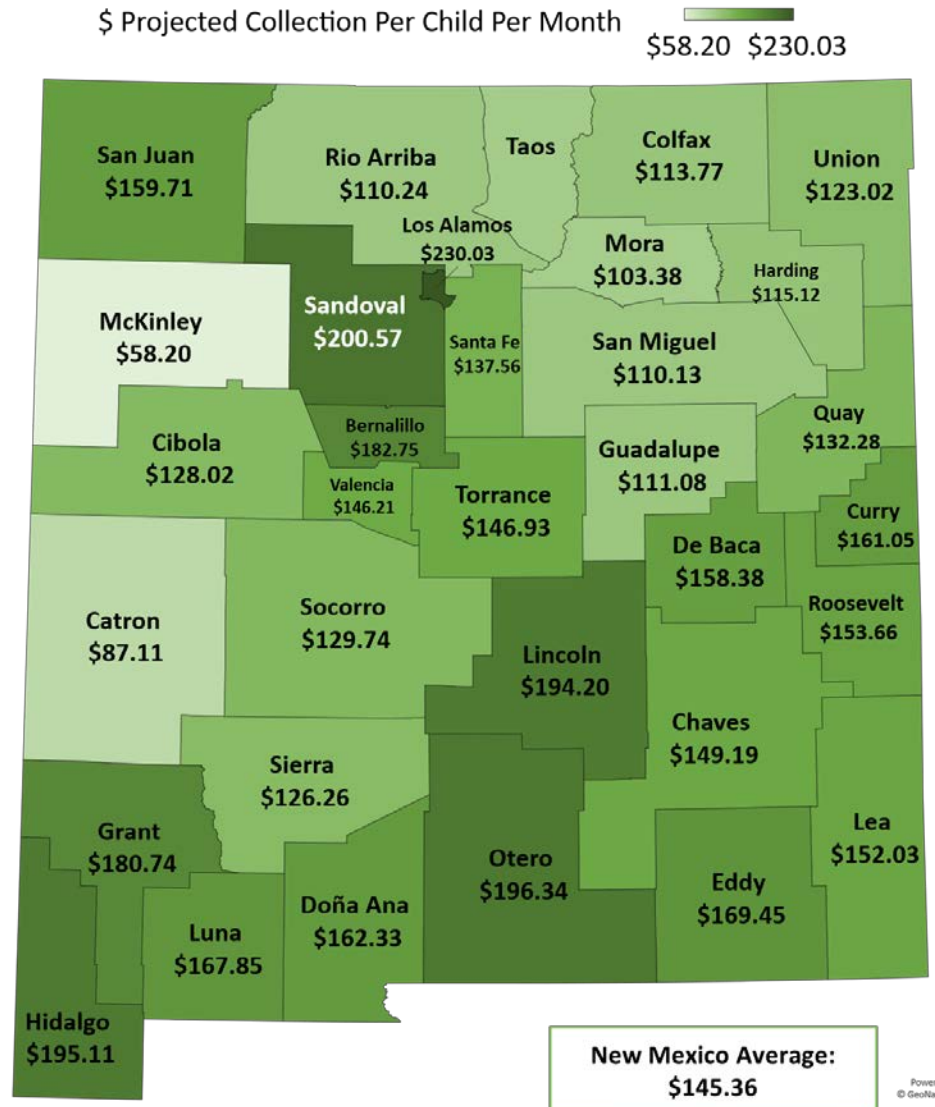 $ Projected Collection Per Child Per Month
$58.20 $230.03
San Juan
$159.71
Rio Arriba
$110.24
Taos
Colfax
$113.77
Union
$123.02
Los Alamos
$230.03
Mora
$103.38
Harding
$115.12
McKinley
$58.20
Sandoval
$200.57
Santa Fe
$137.56
San Miguel
$110.13
Quay
$132.28
Cibola
$128.02
Bernalillo
$182.75
Guadalupe
$111.08
Valencia
$146.21
Torrance
$146.93
Curry
$161.05
De Baca
$158.38
Catron
$87.11
Socorro
$129.74
Roosevelt
$153.66
Lincoln
$194.20
Chaves
$149.19
Sierra
$126.26
Grant
$180.74
Otero
$196.34
Lea
$152.03
Eddy
$169.45
Doña Ana
$162.33
Luna
$167.85
Hidalgo
$195.11
New Mexico Average:
$145.36
Powe
© GeoNa